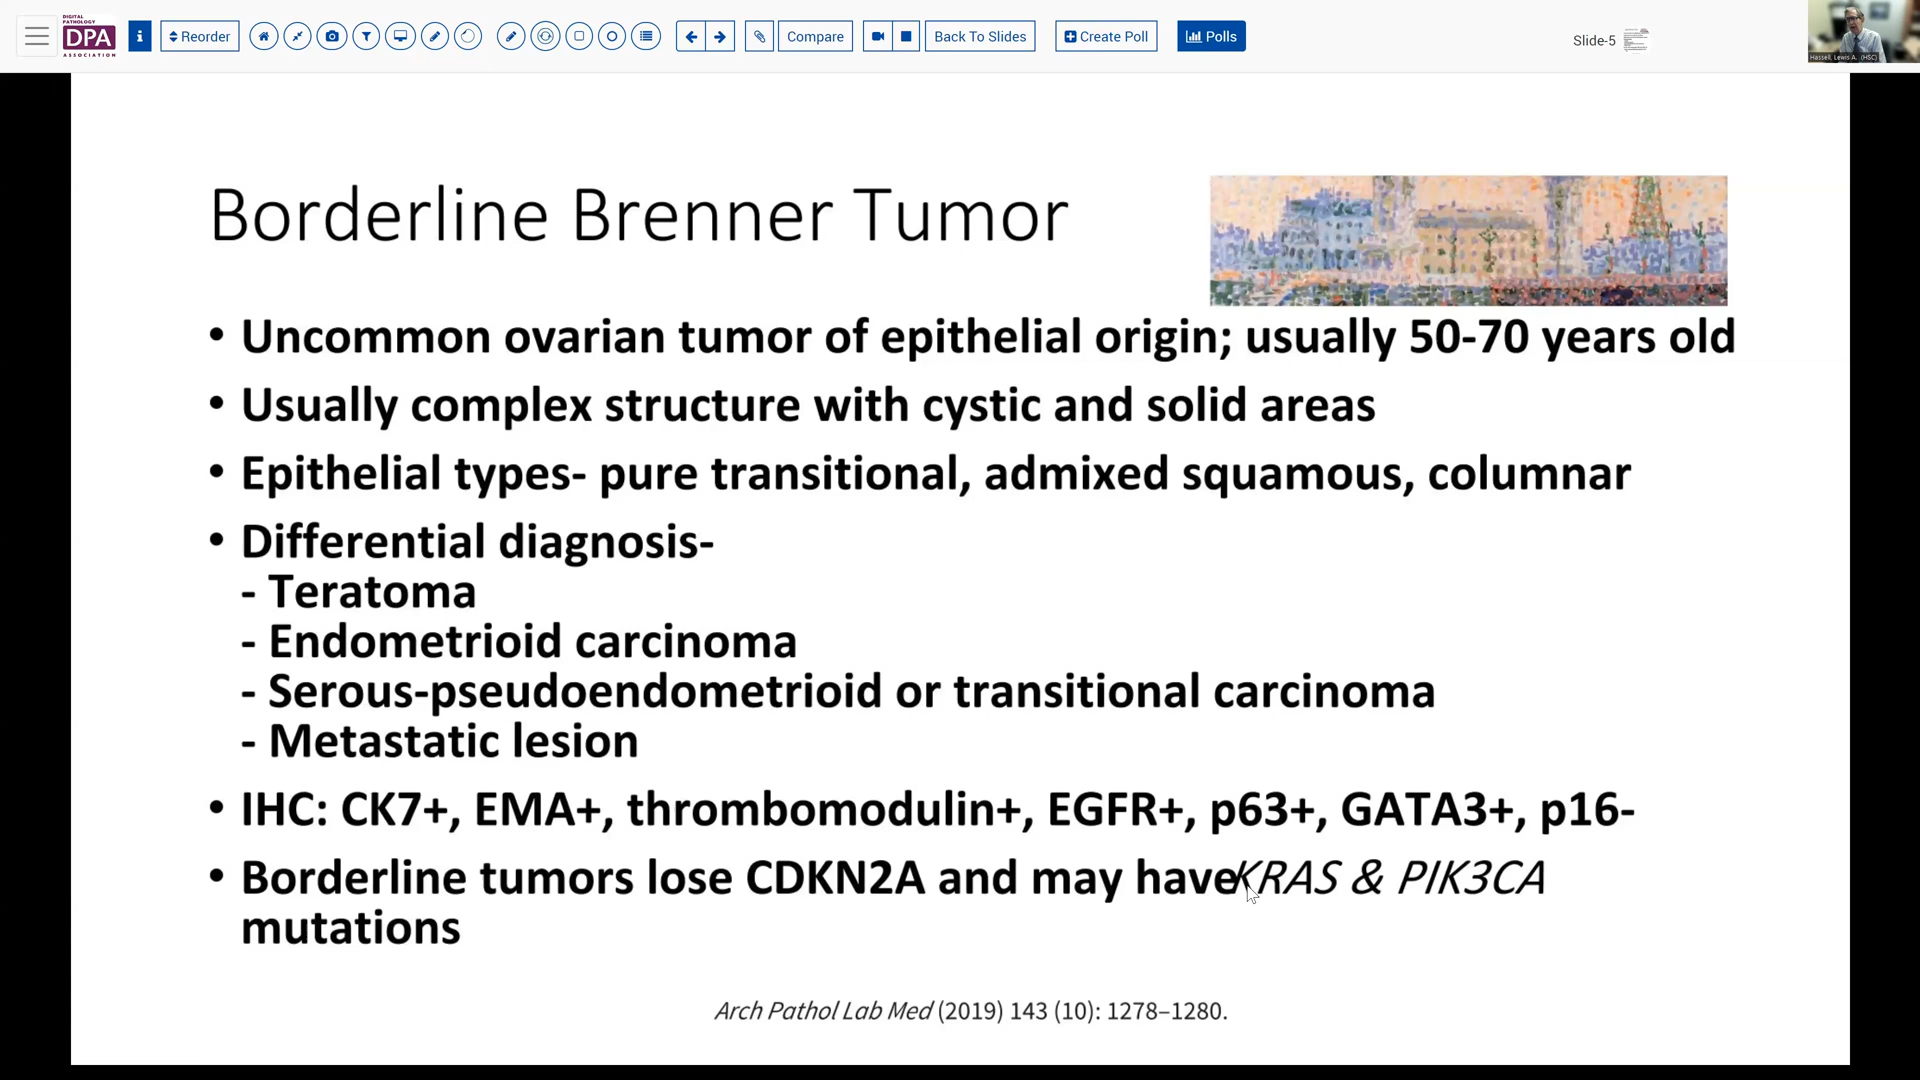 DIGITAL PATHOLOGY
DPA
ASSOCIATION
i
Reorder
Compare
Back To Slides
Create Poll
Polls
Slide-5
Hassell, Lewis A. (HSC)
Borderline Brenner Tumor
• Uncommon ovarian tumor of epithelial origin; usually 50-70 years old
• Usually complex structure with cystic and solid areas
• Epithelial types- pure transitional, admixed squamous, columnar
• Differential diagnosis-
- Teratoma
- Endometrioid carcinoma
- Serous-pseudoendometrioid or transitional carcinoma
- Metastatic lesion
• IHC: CK7+, EMA+, thrombomodulin+, EGFR+, p63+, GATA3+, p16-
• Borderline tumors lose CDKN2A and may have KRAS & PIK3CA
mutations
Arch Pathol Lab Med (2019) 143 (10): 1278–1280.